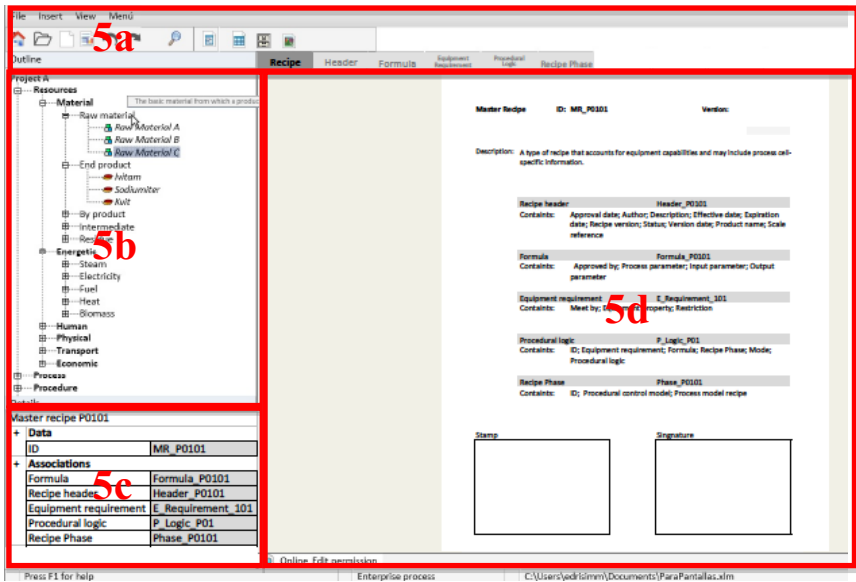 File Insert View Menú
5a
Outline
Recipe Header Formula Equipment Requirement Procedural Logic Recipe Phase
Project A
Resources
Material
The basic material from which a produc
Raw material
Raw Material A
Raw Material B
Raw Material C
End product
Ivitam
Sodiumiter
Kvit
By product
Intermediate
Residue
5b
Energetic
Steam
Electricity
Fuel
Heat
Biomass
Human
Physical
Transport
Economic
Process
Procedure
Details
Master recipe P0101
+ Data
ID MR_P0101
+ Associations
Formula Formula_P0101
Recipe header Header_P0101
5c
Equipment requirement E_Requirement_101
Procedural logic P_Logic_P01
Recipe Phase Phase_P0101
Master Recipe ID: MR_P0101 Version:
Description: A type of recipe that accounts for equipment capabilities and may include process cell-
specific information.
Recipe header Header_P0101
Containts: Approval date; Author; Description; Effective date; Expiration
date; Recipe version; Status; Version date; Product name; Scale
reference
Formula Formula_P0101
Containts: Approved by; Process parameter; Input parameter; Output
parameter
Equipment requirement E_Requirement_101
5d
Containts: Meet by; Equipment property; Restriction
Procedural logic P_Logic_P01
Containts: ID; Equipment requirement; Formula; Recipe Phase; Mode;
Procedural logic
Recipe Phase Phase_P0101
Containts: ID; Procedural control model; Process model recipe
Stamp Singnature
Online Edit permission
Press F1 for help Enterprise process C:\Users\edrisimm\Documents\ParaPantallas.xlm